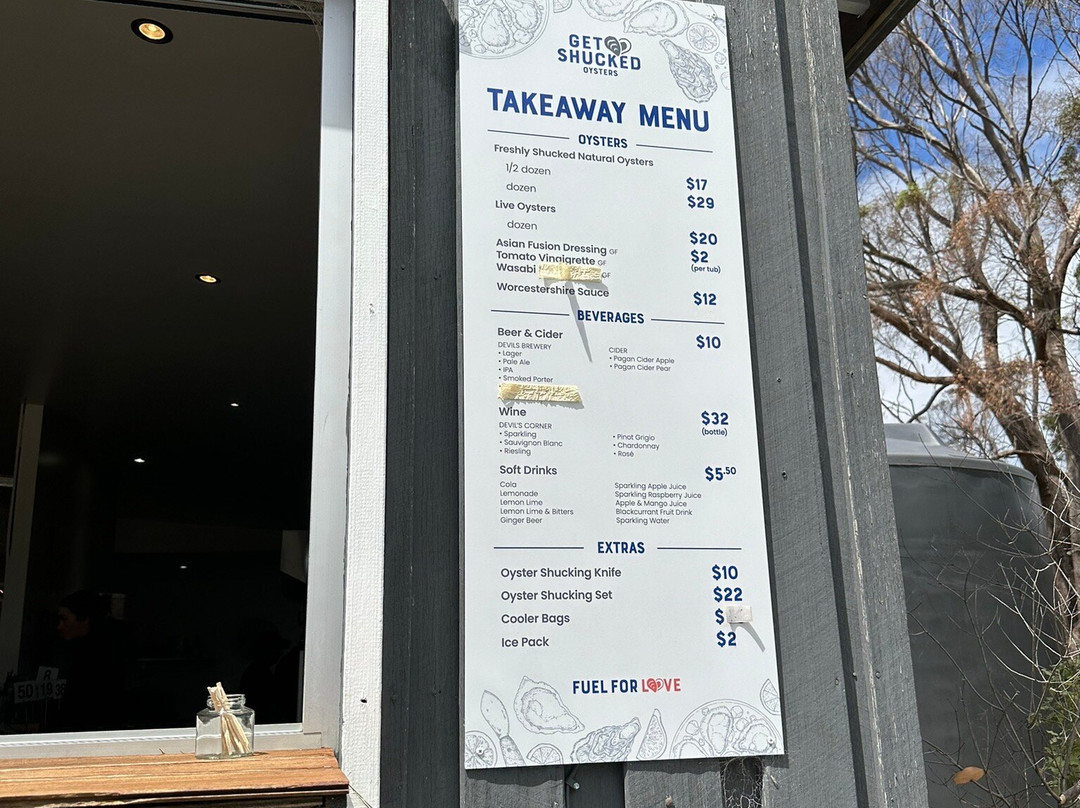 GET
SHUCKED
OYSTERS
TAKEAWAY MENU
OYSTERS
Freshly Shucked Natural Oysters
1/2 dozen $17
dozen $29
Live Oysters
dozen $20
Asian Fusion Dressing GF $2
Tomato Vinaigrette GF (per tub)
Wasabi GF
Worcestershire Sauce $12
BEVERAGES
Beer & Cider $10
DEVILS BREWERY
• Lager
• Pale Ale
• IPA
• Smoked Porter
CIDER
• Pagan Cider Apple
• Pagan Cider Pear
Wine $32
(bottle)
DEVIL'S CORNER
• Sparkling
• Sauvignon Blanc
• Riesling
• Pinot Grigio
• Chardonnay
• Rosé
Soft Drinks $5.50
Cola
Lemonade
Lemon Lime
Lemon Lime & Bitters
Ginger Beer
Sparkling Apple Juice
Sparkling Raspberry Juice
Apple & Mango Juice
Blackcurrant Fruit Drink
Sparkling Water
EXTRAS
Oyster Shucking Knife $10
Oyster Shucking Set $22
Cooler Bags $
Ice Pack $2
FUEL FOR LOVE